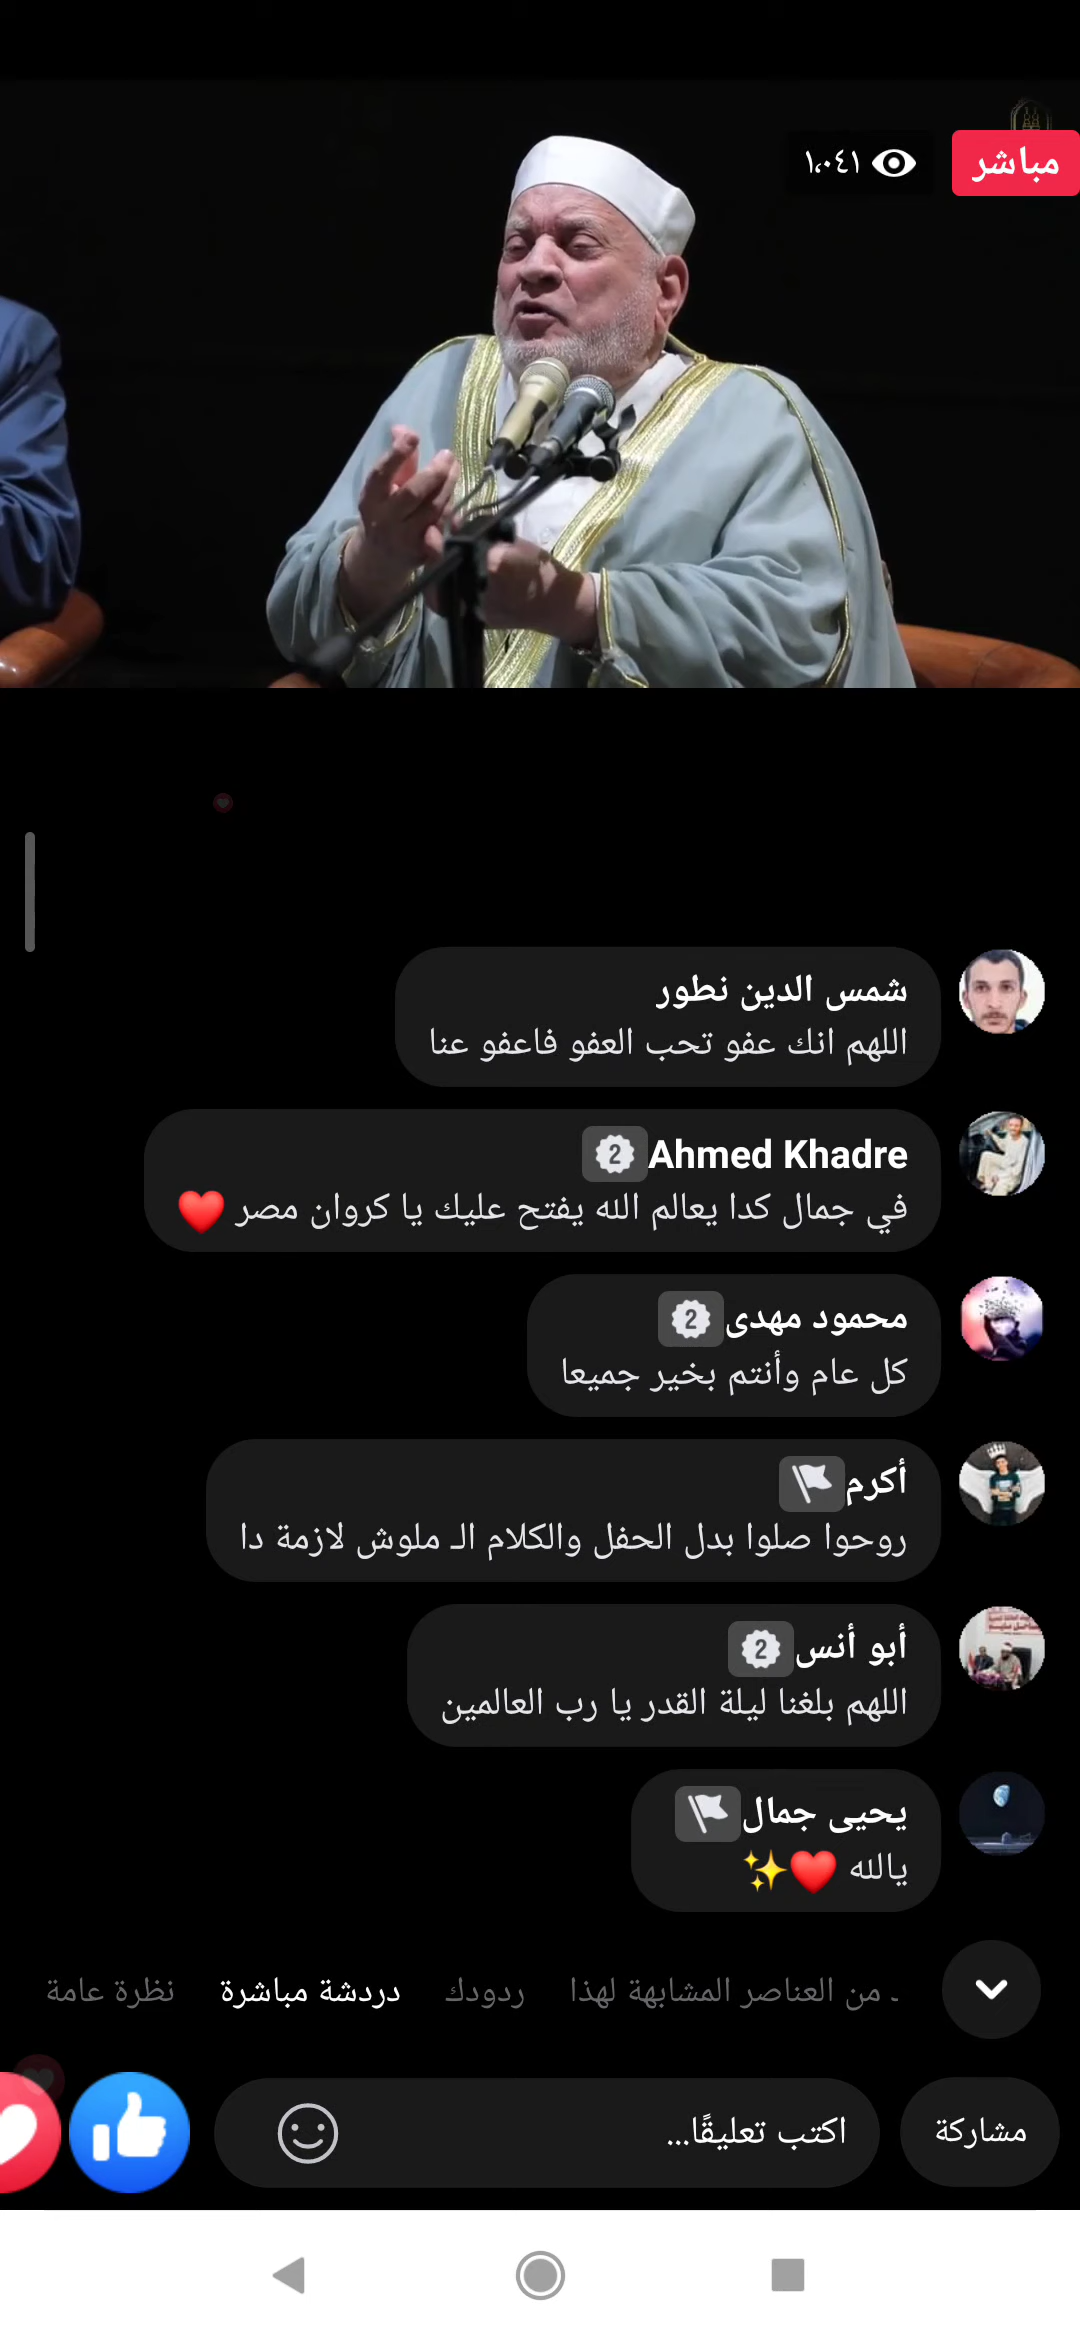 مباشر
١٬٠٤١
شمس الدين نطور
اللهم انك عفو تحب العفو فاعفو عنا
Ahmed Khadre 2
في جمال كدا يعالم الله يفتح عليك يا كروان مصر ❤️
محمود مهدى 2
كل عام وأنتم بخير جميعا
أكرم
روحوا صلوا بدل الحفل والكلام الـ ملوش لازمة دا
أبو أنس 2
اللهم بلغنا ليلة القدر يا رب العالمين
يحيى جمال
يالله ❤️✨
من العناصر المشابهة لهذا ردودك دردشة مباشرة نظرة عامة
مشاركة اكتب تعليقًا...